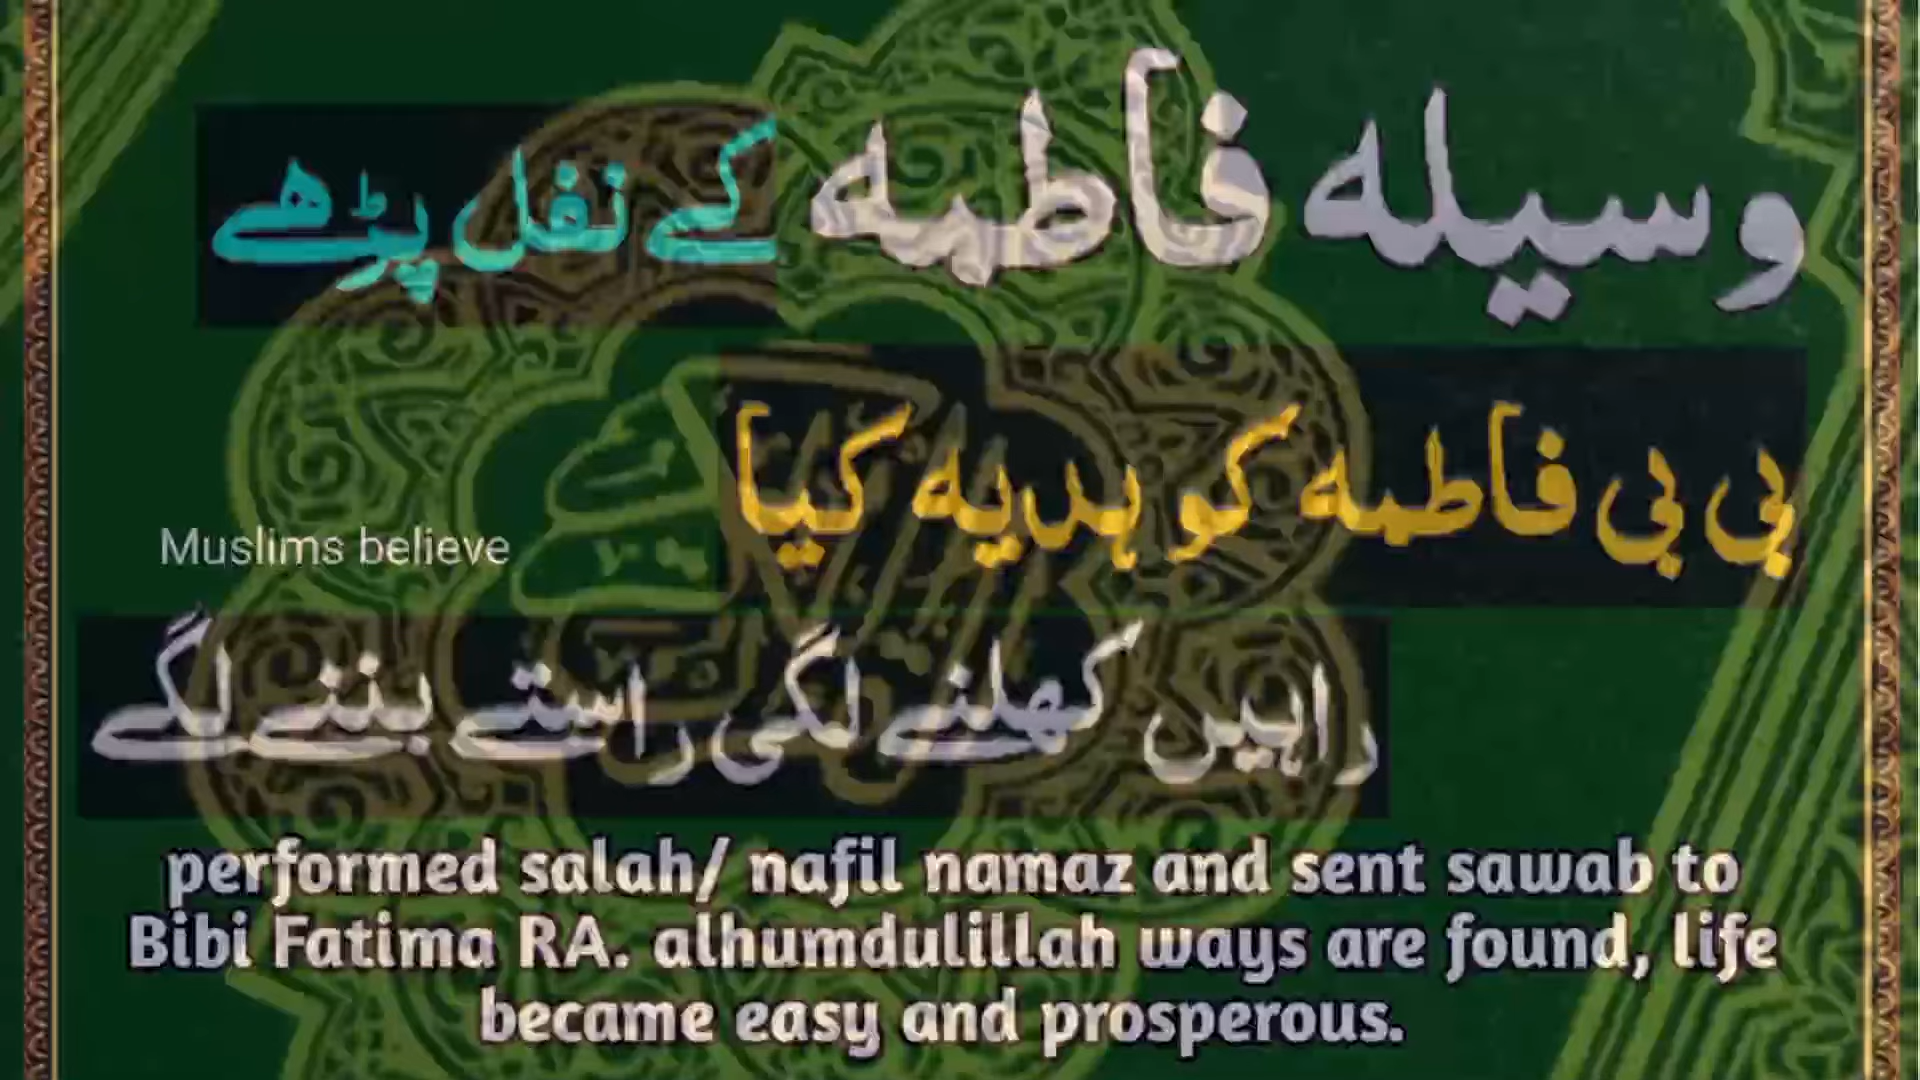 وسیلہ فاطمہ کے نفل پڑھے
بی بی فاطمہ کو ہدیہ کیا
Muslims believe
راہیں کھلنے لگی راستے بننے لگے
performed salah/ nafil namaz and sent sawab to
Bibi Fatima RA. alhumdulillah ways are found, life
became easy and prosperous.